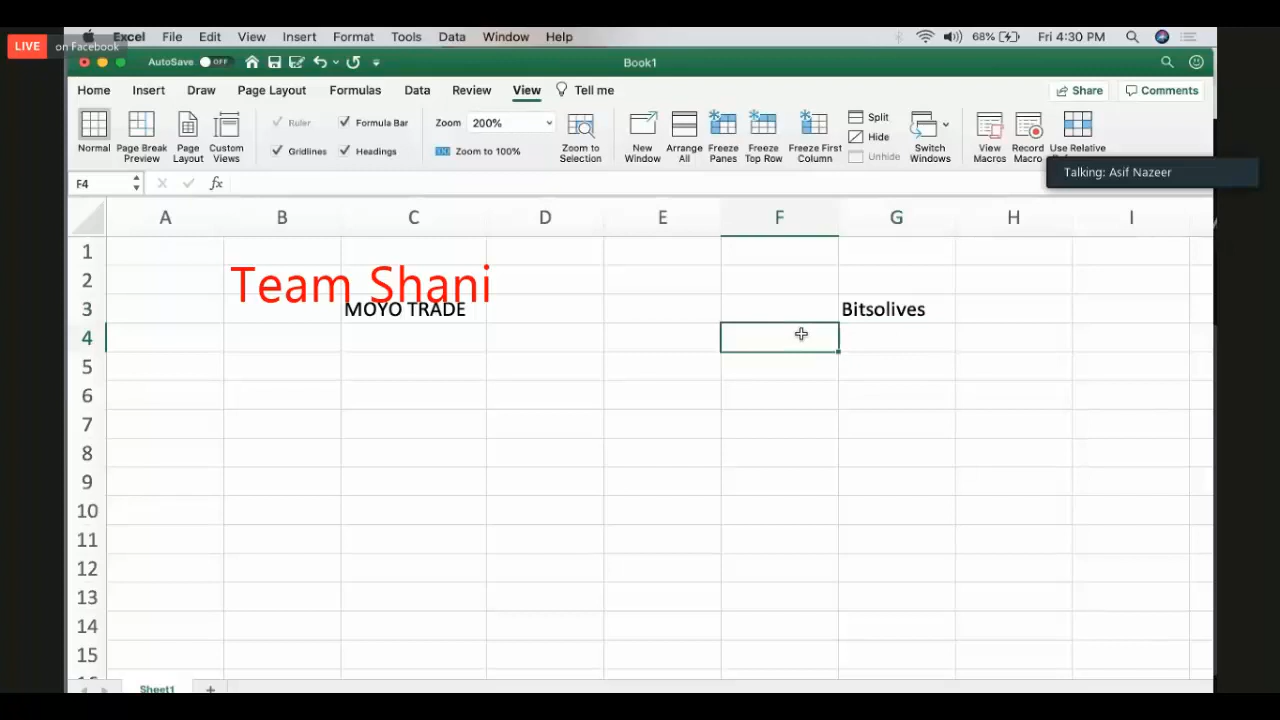 LIVE on Facebook
Excel File Edit View Insert Format Tools Data Window Help 68% Fri 4:30 PM
AutoSave OFF Book1
Home Insert Draw Page Layout Formulas Data Review View Tell me Share Comments
Normal
Page Break Preview
Page Layout
Custom Views
Ruler
Formula Bar
Gridlines
Headings
Zoom 200%
Zoom to 100%
Zoom to Selection
New Window
Arrange All
Freeze Panes
Freeze Top Row
Freeze First Column
Split
Hide
Unhide
Switch Windows
View Macros
Record Macro
Use Relative
Talking: Asif Nazeer
F4 fx
A B C D E F G H I
1
2
Team Shani
3 MOYO TRADE Bitsolives
4
5
6
7
8
9
10
11
12
13
14
15
Sheet1 +